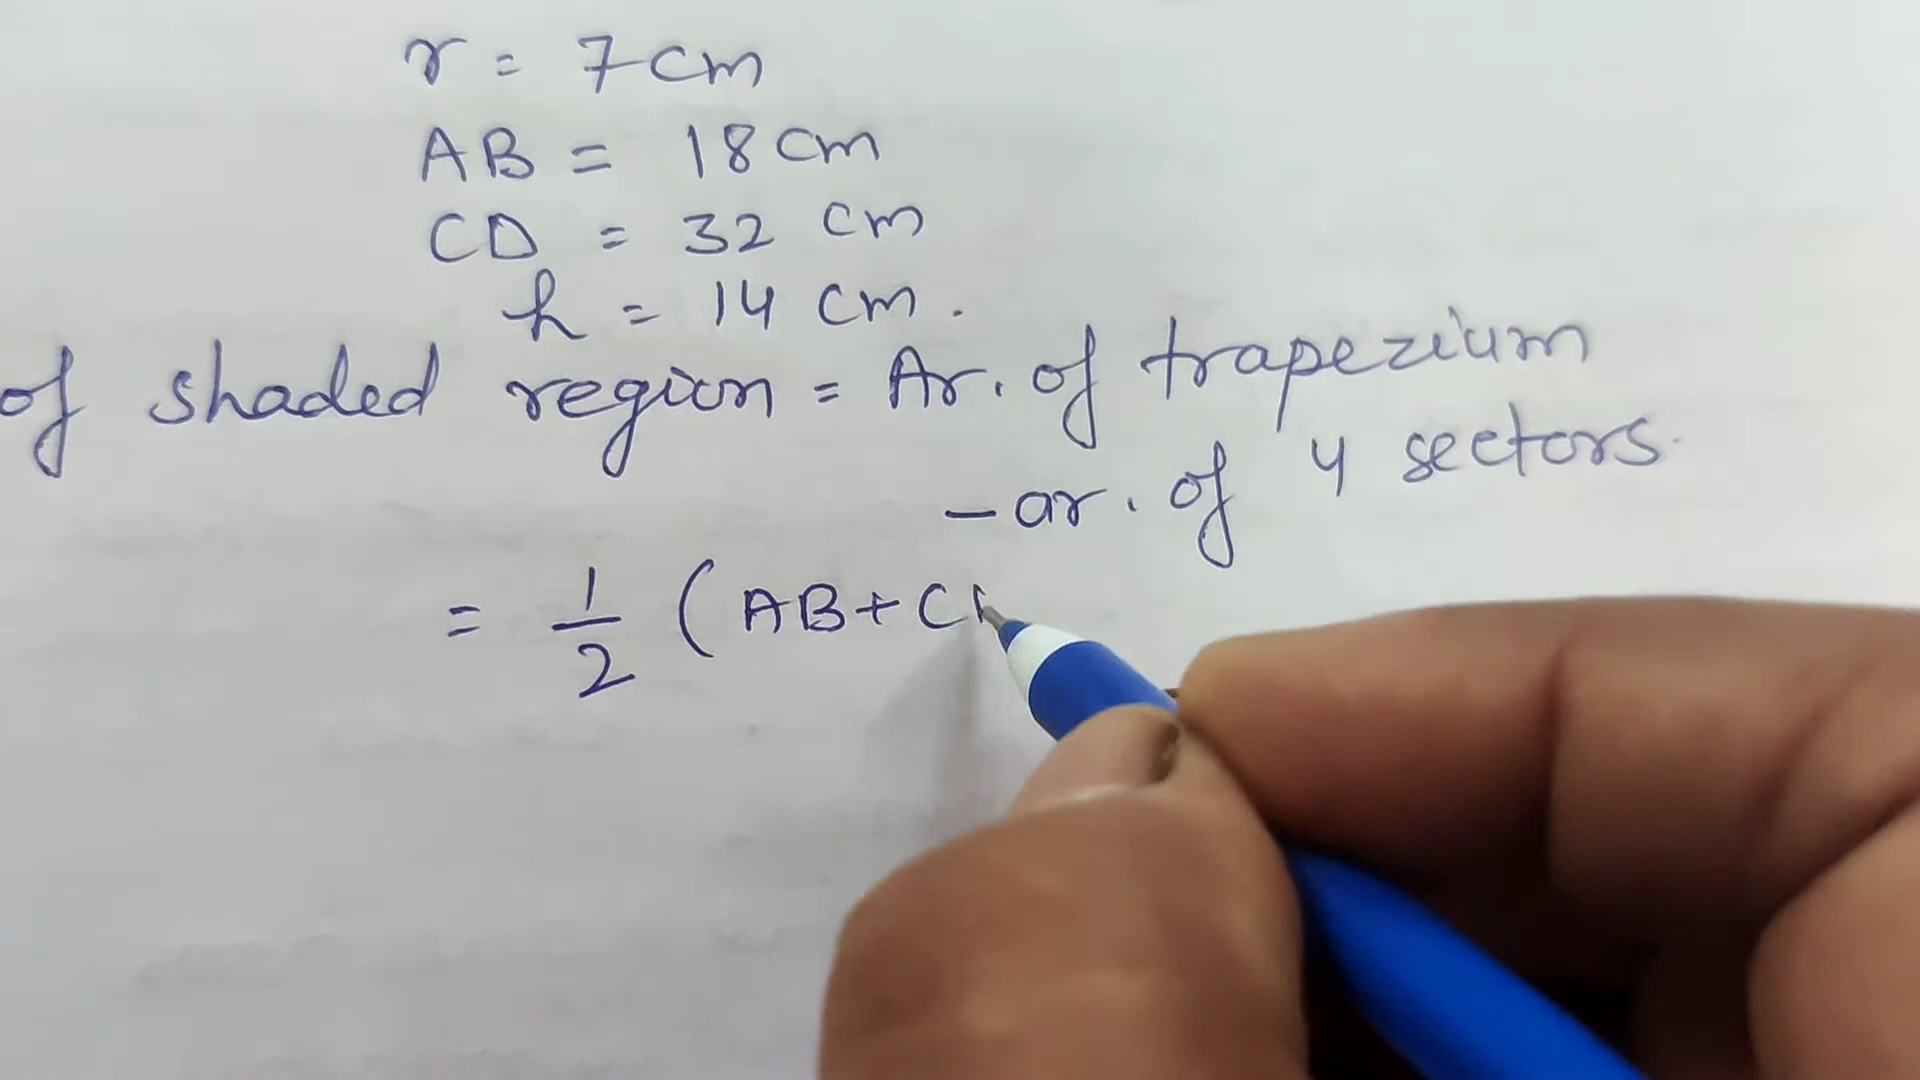 r = 7 cm
AB = 18 cm
CD = 32 cm
h = 14 cm.
of shaded region = Ar. of trapezium
- ar. of 4 sectors.
= 1/2 (AB+C